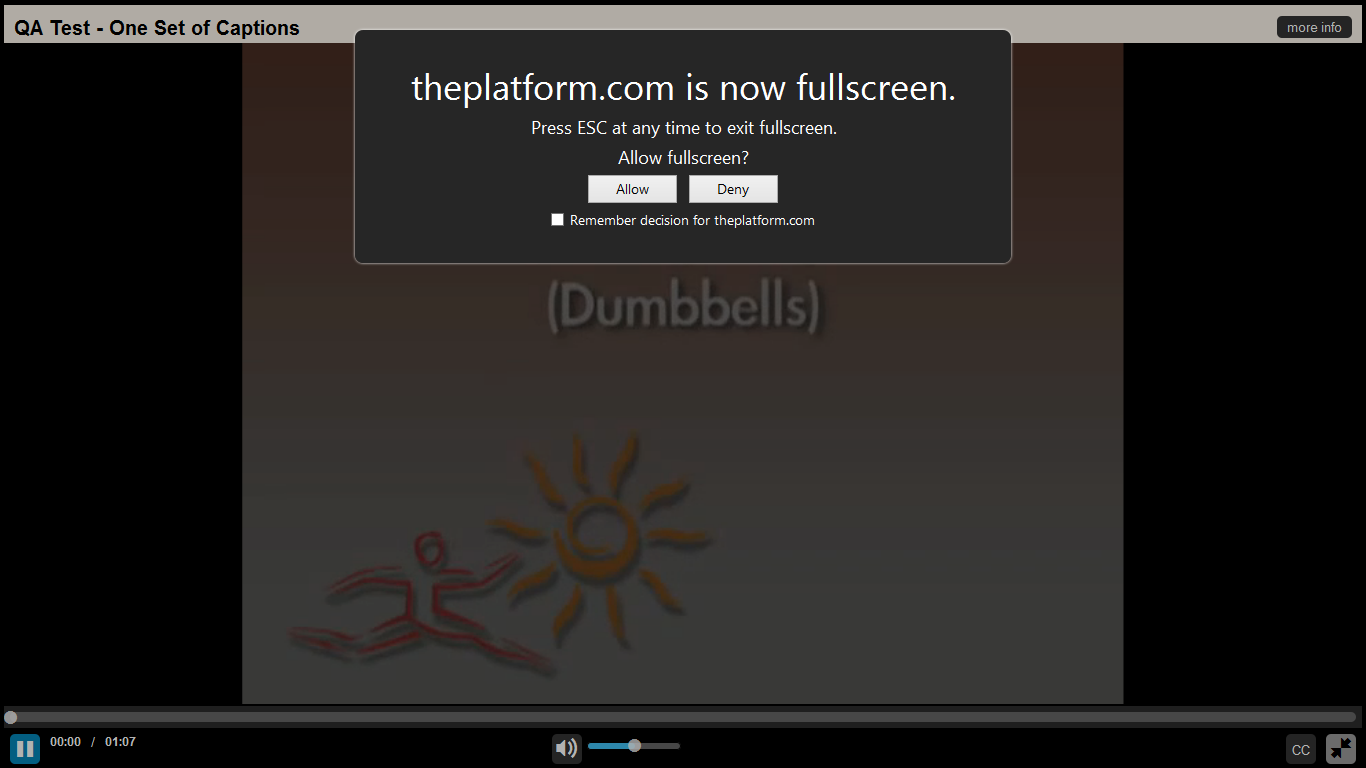 QA Test - One Set of Captions
more info
theplatform.com is now fullscreen.
Press ESC at any time to exit fullscreen.
Allow fullscreen?
Allow Deny
Remember decision for theplatform.com
(Dumbbells)
00:00 / 01:07
CC